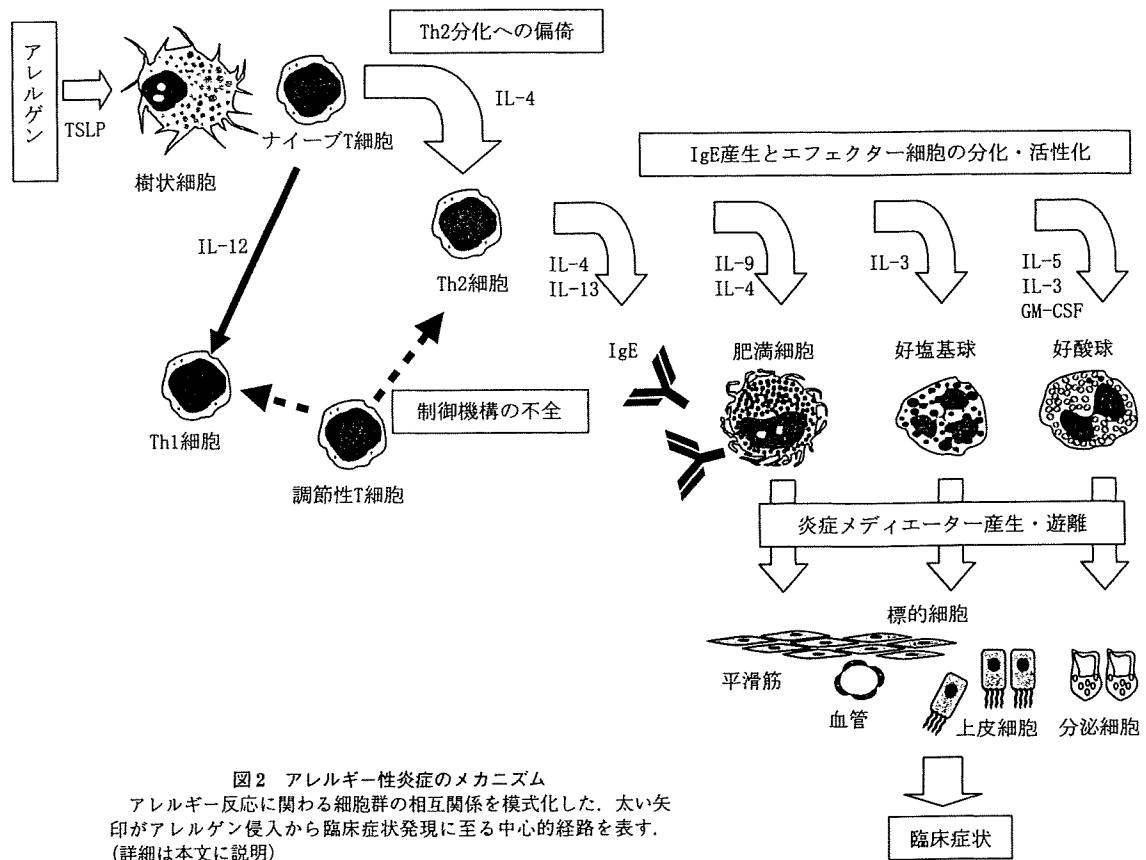 アレルゲン
TSLP
樹状細胞
ナイーブT細胞
Th2分化への偏倚
IL-4
IL-12
Th2細胞
Th1細胞
調節性T細胞
制御機構の不全
IgE産生とエフェクター細胞の分化・活性化
IL-4
IL-13
IL-9
IL-4
IL-3
IL-5
IL-3
GM-CSF
IgE
肥満細胞
好塩基球
好酸球
炎症メディエーター産生・遊離
標的細胞
平滑筋
血管
上皮細胞
分泌細胞
臨床症状
図2 アレルギー性炎症のメカニズム
アレルギー反応に関わる細胞群の相互関係を模式化した．太い矢
印がアレルゲン侵入から臨床症状発現に至る中心的経路を表す．
(詳細は本文に説明)